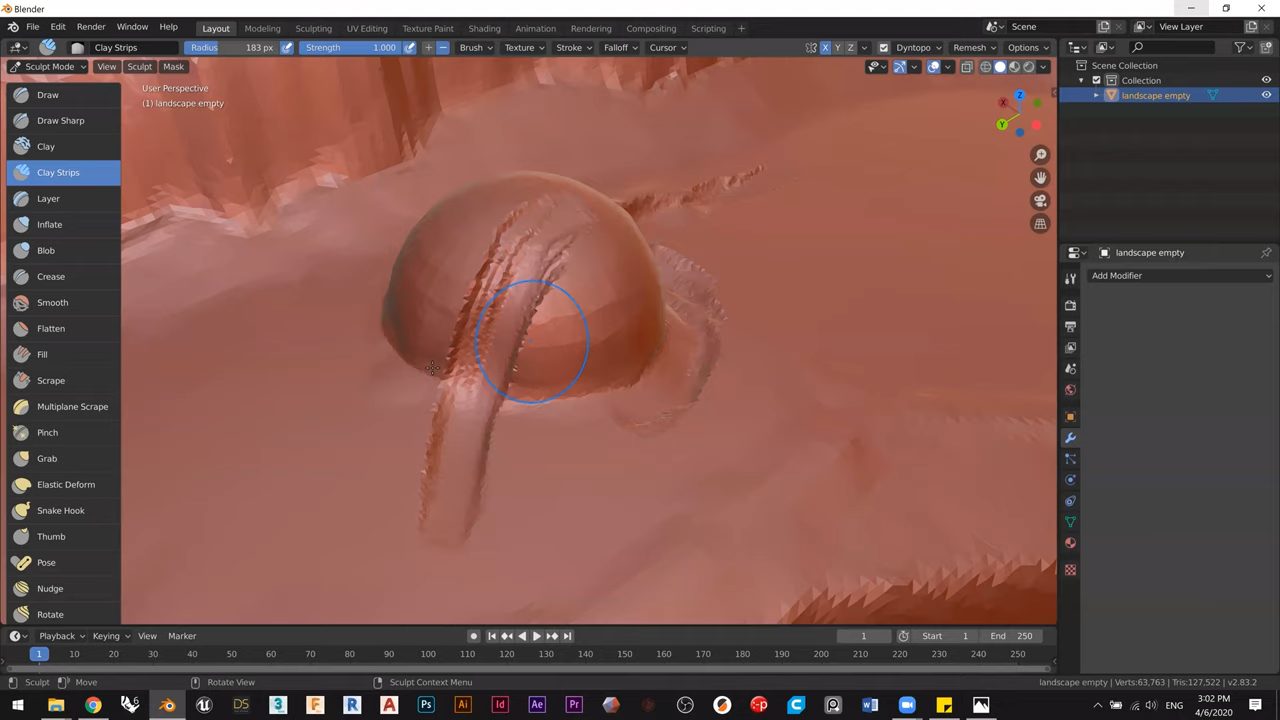 Blender
File Edit Render Window Help
Layout Modeling Sculpting UV Editing Texture Paint Shading Animation Rendering Compositing Scripting
Scene
View Layer
Clay Strips
Radius 183 px
Strength 1.000
Brush Texture Stroke Falloff Cursor
X Y Z
Dyntopo Remesh Options
Sculpt Mode View Sculpt Mask
Draw
Draw Sharp
Clay
Clay Strips
Layer
Inflate
Blob
Crease
Smooth
Flatten
Fill
Scrape
Multiplane Scrape
Pinch
Grab
Elastic Deform
Snake Hook
Thumb
Pose
Nudge
Rotate
User Perspective
(1) landscape empty
Z
X
Y
Scene Collection
Collection
landscape empty
landscape empty
Add Modifier
Playback Keying View Marker
1 Start 1 End 250
1 10 20 30 40 50 60 70 80 90 100 110 120 130 140 150 160 170 180 190 200 210 220 230 240 250
Sculpt Move Rotate View Sculpt Context Menu
landscape empty | Verts:63,763 | Tris:127,522 | v2.83.2
DS 3 F R A Ps Ai Id Ae Pr
3:02 PM
4/6/2020